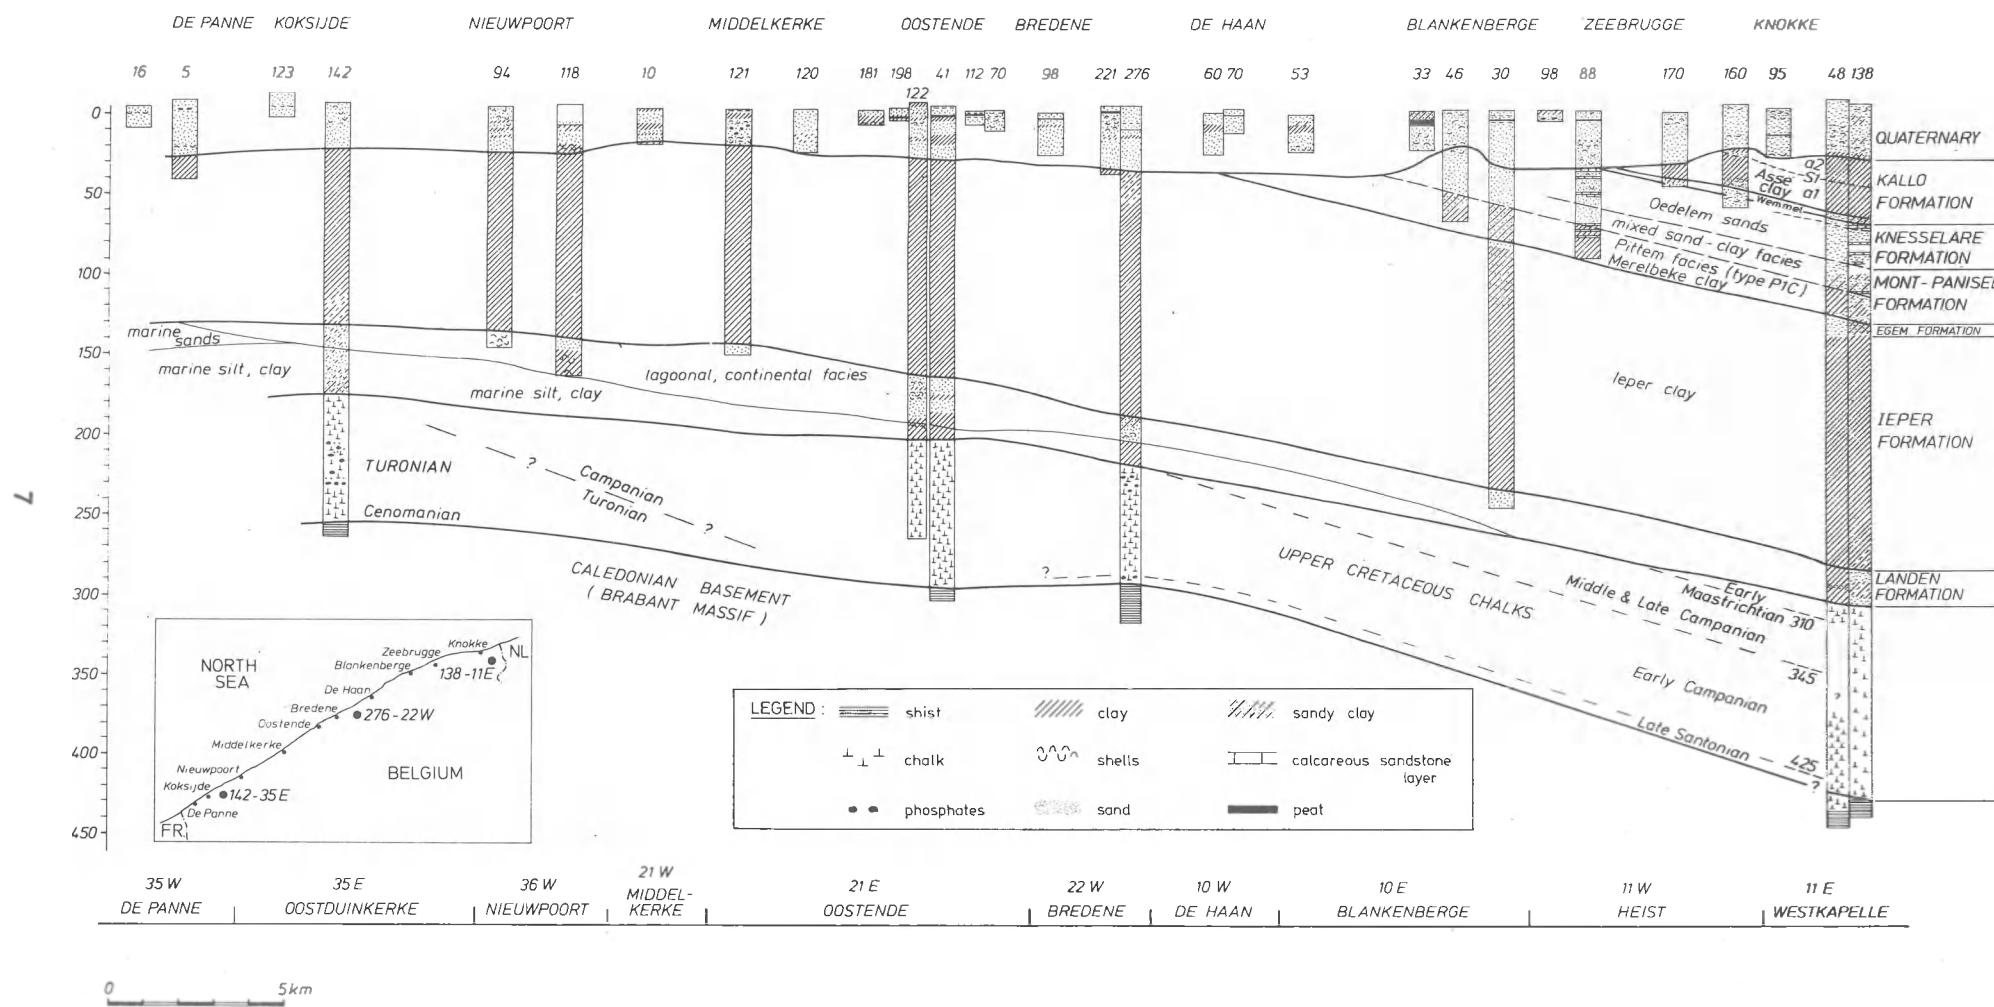 DE PANNE KOKSIJDE NIEUWPOORT MIDDELKERKE OOSTENDE BREDENE DE HAAN BLANKENBERGE ZEEBRUGGE KNOKKE
16 5 123 142 94 118 10 121 120 181 198 41 112 70 98 221 276 60 70 53 33 46 30 98 88 170 160 95 48 138
122
0
50
100
150
200
250
300
350
400
450
QUATERNARY
a2
S1
Asse
clay a1
Wemmel
KALLO
FORMATION
Oedelem sands
mixed sand-clay facies
Pittem facies (type P1C)
Merelbeke clay
KNESSELARE
FORMATION
MONT-PANISEL
FORMATION
EGEM FORMATION
marine
sands
marine silt, clay
marine silt, clay
lagoonal, continental facies
Ieper clay
IEPER
FORMATION
TURONIAN
?
Campanian
Turonian
?
Cenomanian
CALEDONIAN BASEMENT
( BRABANT MASSIF )
?
UPPER CRETACEOUS CHALKS
Early
Maastrichtian 310
Middle & Late Campanian
345
Early Campanian
?
Late Santonian
425
?
LANDEN
FORMATION
7
NORTH
SEA
Knokke
NL
Zeebrugge
Blankenberge
138-11E
De Haan
Bredene
276-22W
Oostende
Middelkerke
BELGIUM
Nieuwpoort
Koksijde
142-35E
De Panne
FR.
LEGEND :
shist
clay
sandy clay
chalk
shells
calcareous sandstone
layer
phosphates
sand
peat
35 W 35 E 36 W 21 W 21 E 22 W 10 W 10 E 11 W 11 E
DE PANNE OOSTDUINKERKE NIEUWPOORT MIDDEL-
KERKE OOSTENDE BREDENE DE HAAN BLANKENBERGE HEIST WESTKAPELLE
0 5km